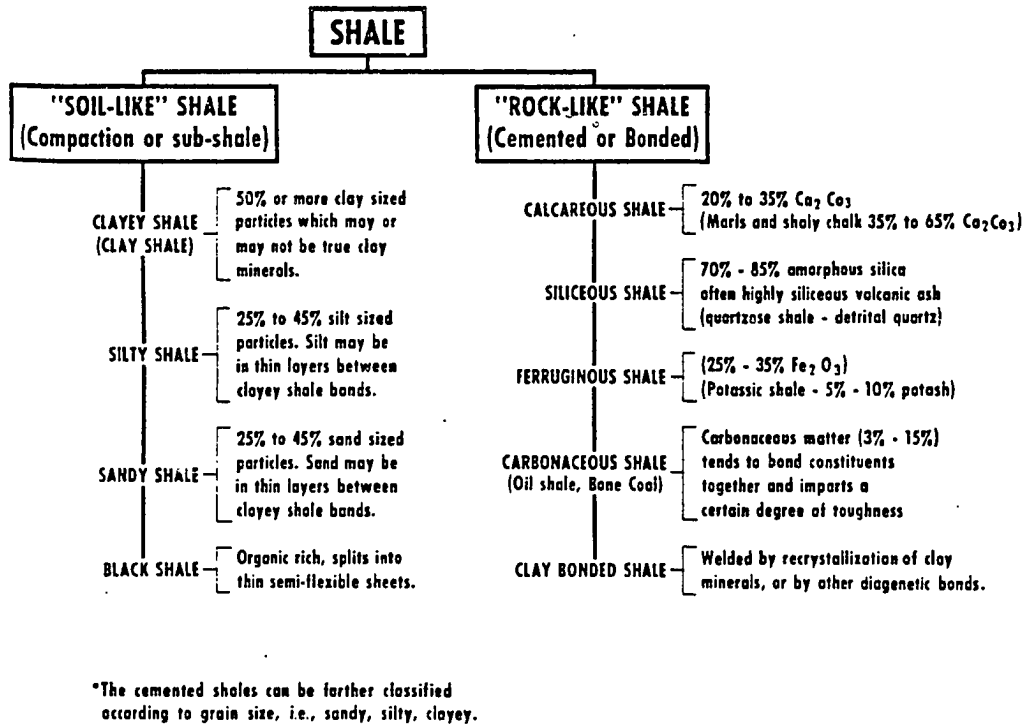 SHALE
"SOIL-LIKE" SHALE
(Compaction or sub-shale)
CLAYEY SHALE
(CLAY SHALE)
50% or more clay sized
particles which may or
may not be true clay
minerals.
SILTY SHALE
25% to 45% silt sized
particles. Silt may be
in thin layers between
clayey shale bands.
SANDY SHALE
25% to 45% sand sized
particles. Sand may be
in thin layers between
clayey shale bands.
BLACK SHALE
Organic rich, splits into
thin semi-flexible sheets.
"ROCK-LIKE" SHALE
(Cemented or Bonded)
CALCAREOUS SHALE
20% to 35% Ca₂ Co₃
(Marls and shaly chalk 35% to 65% Ca₂Co₃)
SILICEOUS SHALE
70% - 85% amorphous silica
often highly siliceous volcanic ash
(quartzose shale - detrital quartz)
FERRUGINOUS SHALE
(25% - 35% Fe₂ O₃)
(Potassic shale - 5% - 10% potash)
CARBONACEOUS SHALE
(Oil shale, Bone Coal)
Carbonaceous matter (3% - 15%)
tends to bond constituents
together and imparts a
certain degree of toughness
CLAY BONDED SHALE
Welded by recrystallization of clay
minerals, or by other diagenetic bonds.
*The cemented shales can be farther classified
according to grain size, i.e., sandy, silty, clayey.